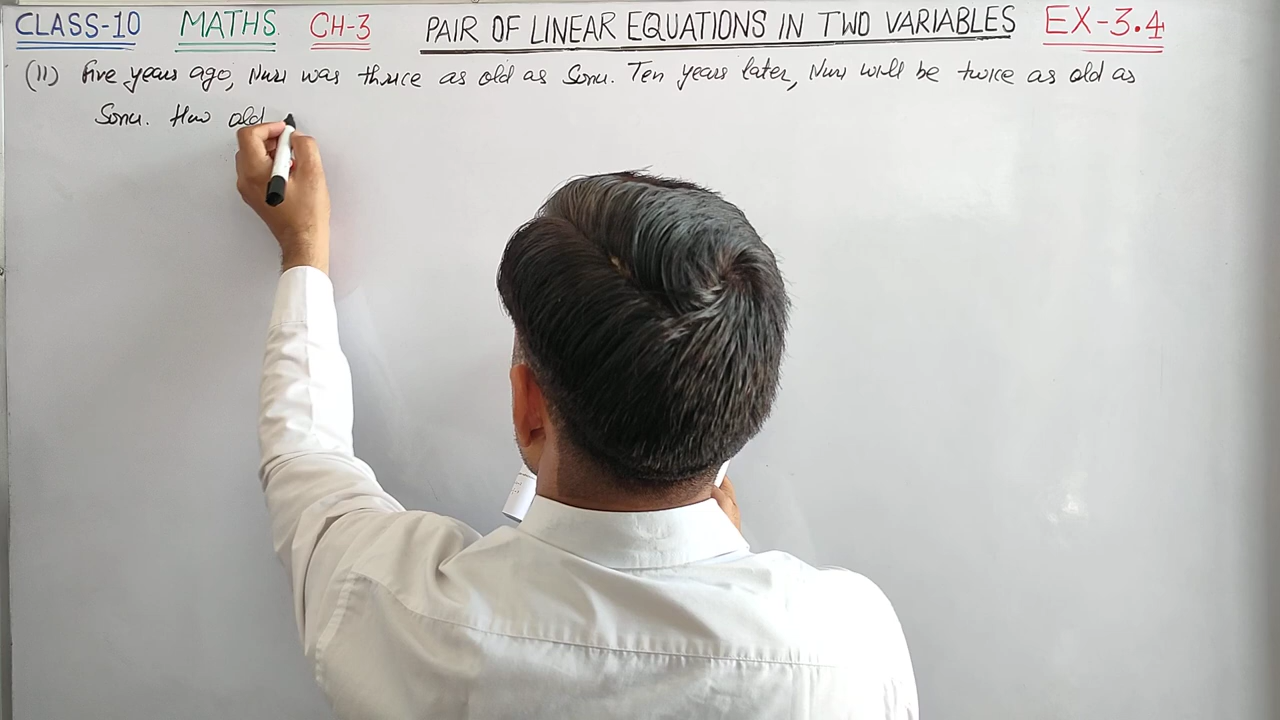 CLASS-10 MATHS CH-3 PAIR OF LINEAR EQUATIONS IN TWO VARIABLES EX-3.4
(II) five years ago, Nuri was thrice as old as Sonu. Ten years later, Nuri will be twice as old as
Sonu. How old